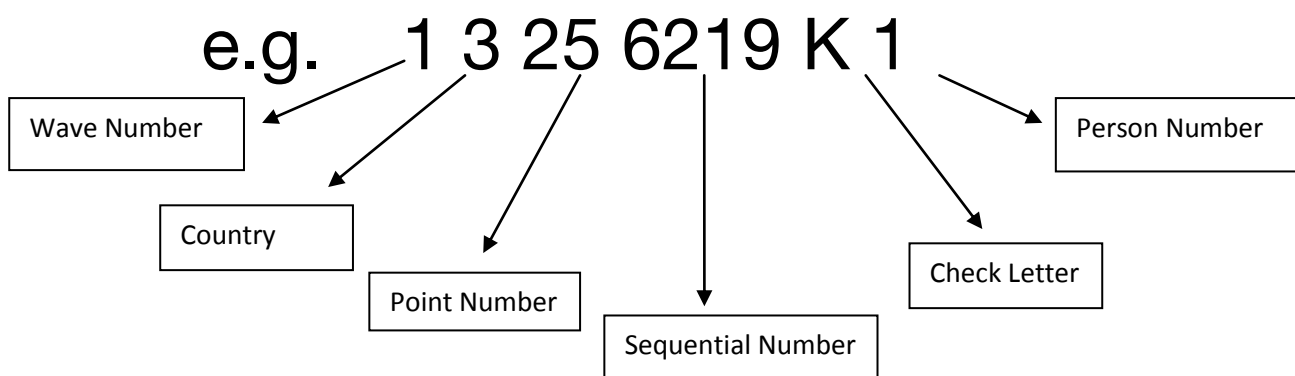 e.g. 1 3 25 6219 K 1
Wave Number
Person Number
Country
Check Letter
Point Number
Sequential Number